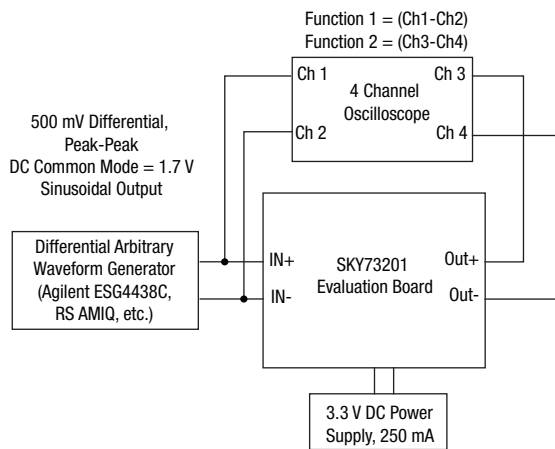 Function 1 = (Ch1-Ch2)
Function 2 = (Ch3-Ch4)
Ch 1
Ch 3
4 Channel
Oscilloscope
Ch 2
Ch 4
500 mV Differential,
Peak-Peak
DC Common Mode = 1.7 V
Sinusoidal Output
Differential Arbitrary
Waveform Generator
(Agilent ESG4438C,
RS AMIQ, etc.)
IN+
IN-
SKY73201
Evaluation Board
Out+
Out-
3.3 V DC Power
Supply, 250 mA